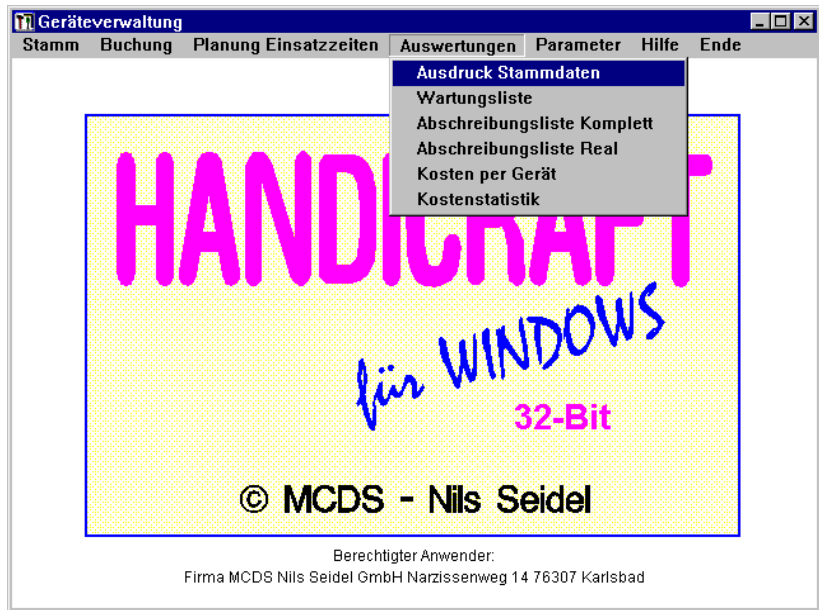 Geräteverwaltung
Stamm Buchung Planung Einsatzzeiten Auswertungen Parameter Hilfe Ende
Ausdruck Stammdaten
Wartungsliste
Abschreibungsliste Komplett
Abschreibungsliste Real
Kosten per Gerät
Kostenstatistik
HANDICRAFT
für WINDOWS
32-Bit
© MCDS - Nils Seidel
Berechtigter Anwender:
Firma MCDS Nils Seidel GmbH Narzissenweg 14 76307 Karlsbad